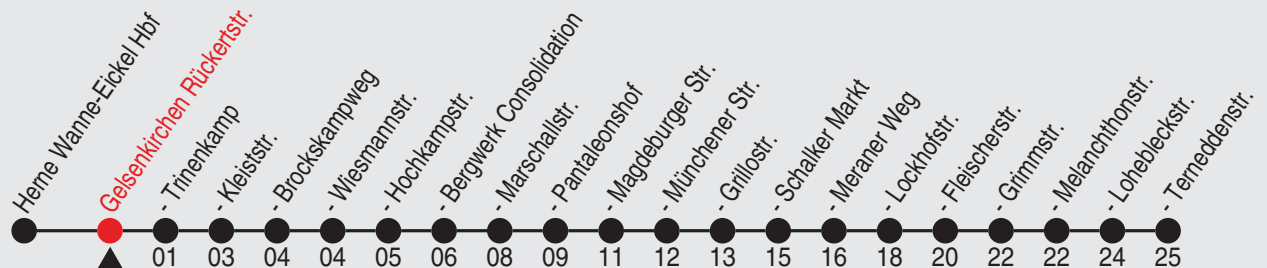 Herne Wanne-Eickel Hbf
Gelsenkirchen Rückertstr.
- Trinenkamp
- Kleiststr.
- Brockskampweg
- Wiesmannstr.
- Hochkampstr.
- Bergwerk Consolidation
- Marschallstr.
- Pantaleonshof
- Magdeburger Str.
- Münchener Str.
- Grillostr.
- Schalker Markt
- Meraner Weg
- Lockhofstr.
- Fleischerstr.
- Grimmstr.
- Melanchthonstr.
- Lohebleckstr.
- Terneddenstr.
01 03 04 04 05 06 08 09 11 12 13 15 16 18 20 22 22 24 25